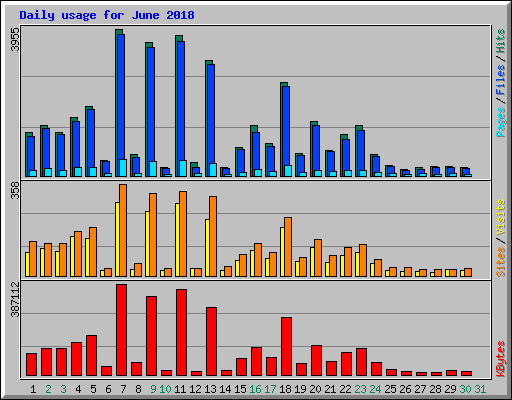 Daily usage for June 2018
3955
Pages / Files / Hits
368
Sites / Visits
387112
KBytes
1 2 3 4 5 6 7 8 9 10 11 12 13 14 15 16 17 18 19 20 21 22 23 24 25 26 27 28 29 30 31